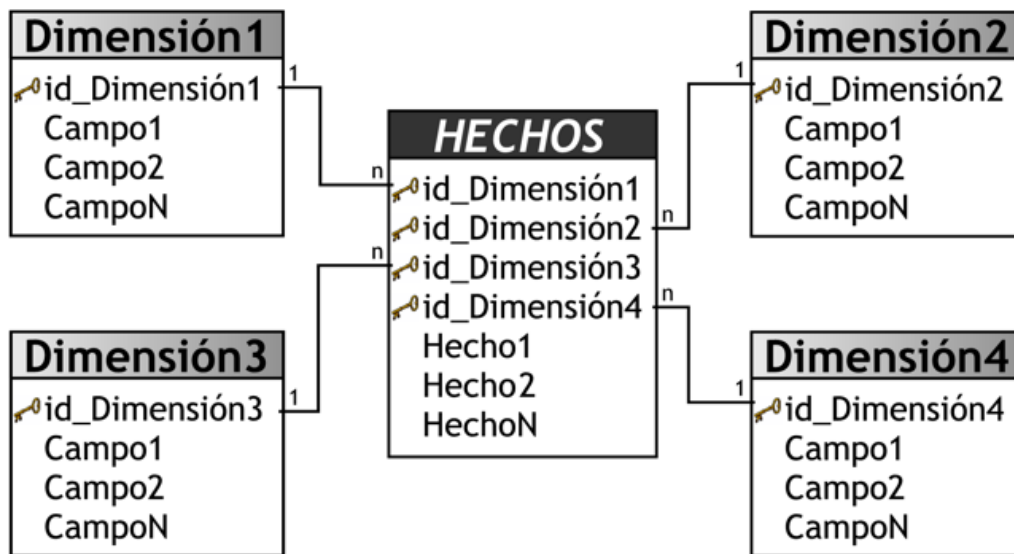 Dimensión1
id_Dimensión1
Campo1
Campo2
CampoN
1
n
HECHOS
id_Dimensión1
id_Dimensión2
id_Dimensión3
id_Dimensión4
Hecho1
Hecho2
HechoN
n
n
n
Dimensión2
1
id_Dimensión2
Campo1
Campo2
CampoN
Dimensión3
id_Dimensión3
Campo1
Campo2
CampoN
1
Dimensión4
1
id_Dimensión4
Campo1
Campo2
CampoN